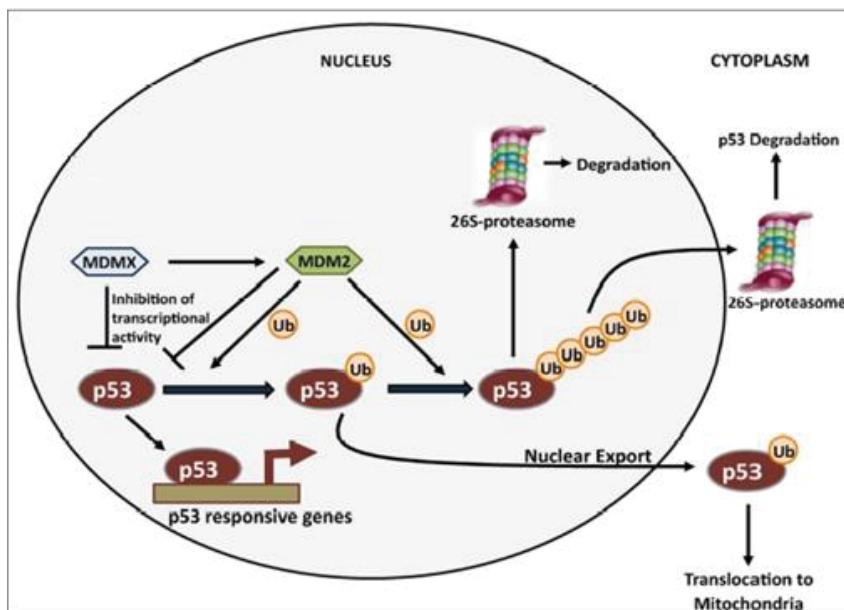 NUCLEUS
CYTOPLASM
p53 Degradation
Degradation
26S-proteasome
26S-proteasome
MDMX
MDM2
Inhibition of
transcriptional
activity
Ub
Ub
Ub
Ub
Ub
Ub
Ub
Ub
p53
p53
p53
p53
p53 responsive genes
Nuclear Export
p53
Ub
Translocation to
Mitochondria